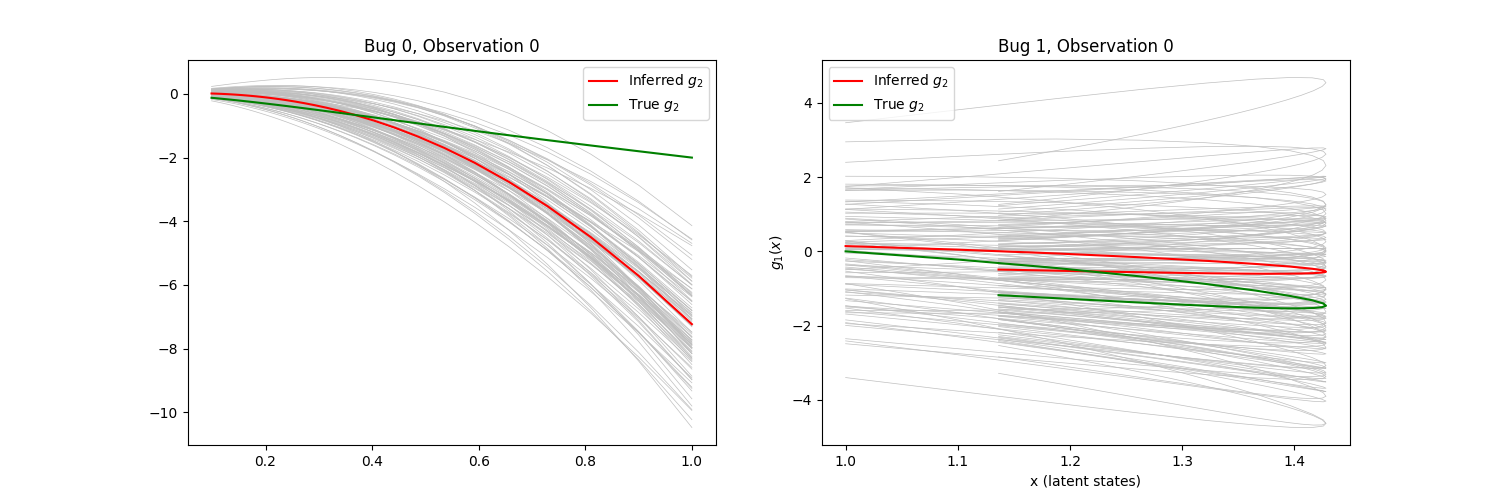 Bug 0, Observation 0
Inferred g₂
True g₂
0
−2
−4
−6
−8
−10
0.2
0.4
0.6
0.8
1.0
Bug 1, Observation 0
Inferred g₂
True g₂
g₁(x)
4
2
0
−2
−4
1.0
1.1
1.2
1.3
1.4
x (latent states)